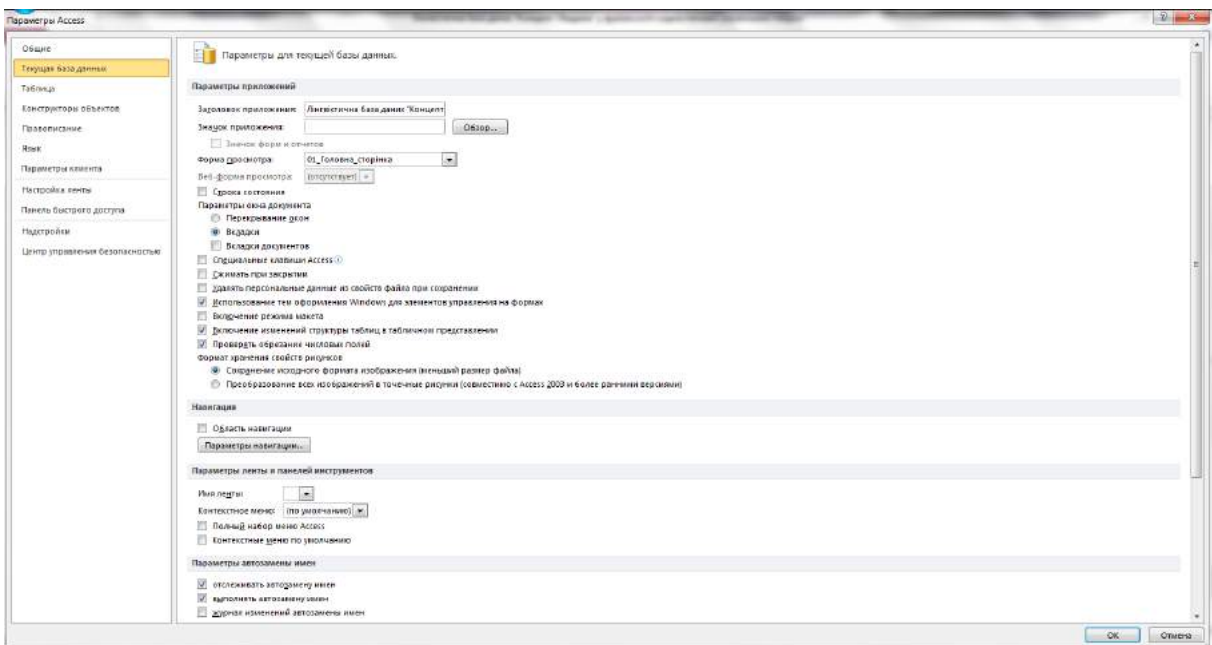 Параметры Access
Общие
Текущая база данных
Таблица
Конструкторы объектов
Правописание
Язык
Параметры клиента
Настройка ленты
Панель быстрого доступа
Надстройки
Центр управления безопасностью
Параметры для текущей базы данных.
Параметры приложений
Заголовок приложения: Лінгвістична база даних "Концепт
Значок приложения: Обзор...
Значок форм и отчетов
Форма просмотра: 01_Головна_сторінка
Веб-форма просмотра: (отсутствует)
Строка состояния
Параметры окна документа
Перекрывание окон
Вкладки
Вкладки документов
Специальные клавиши Access
Сжимать при закрытии
Удалять персональные данные из свойств файла при сохранении
Использование тем оформления Windows для элементов управления на формах
Включение режима макета
Включение изменений структуры таблиц в табличном представлении
Проверять обрезание числовых полей
Формат хранения свойств рисунков
Сохранение исходного формата изображения (меньший размер файла)
Преобразование всех изображений в точечные рисунки (совместимо с Access 2003 и более ранними версиями)
Навигация
Область навигации
Параметры навигации...
Параметры ленты и панелей инструментов
Имя ленты:
Контекстное меню: (по умолчанию)
Полный набор меню Access
Контекстные меню по умолчанию
Параметры автозамены имен
отслеживать автозамену имен
выполнять автозамену имен
журнал изменений автозамены имен
ОК Отмена